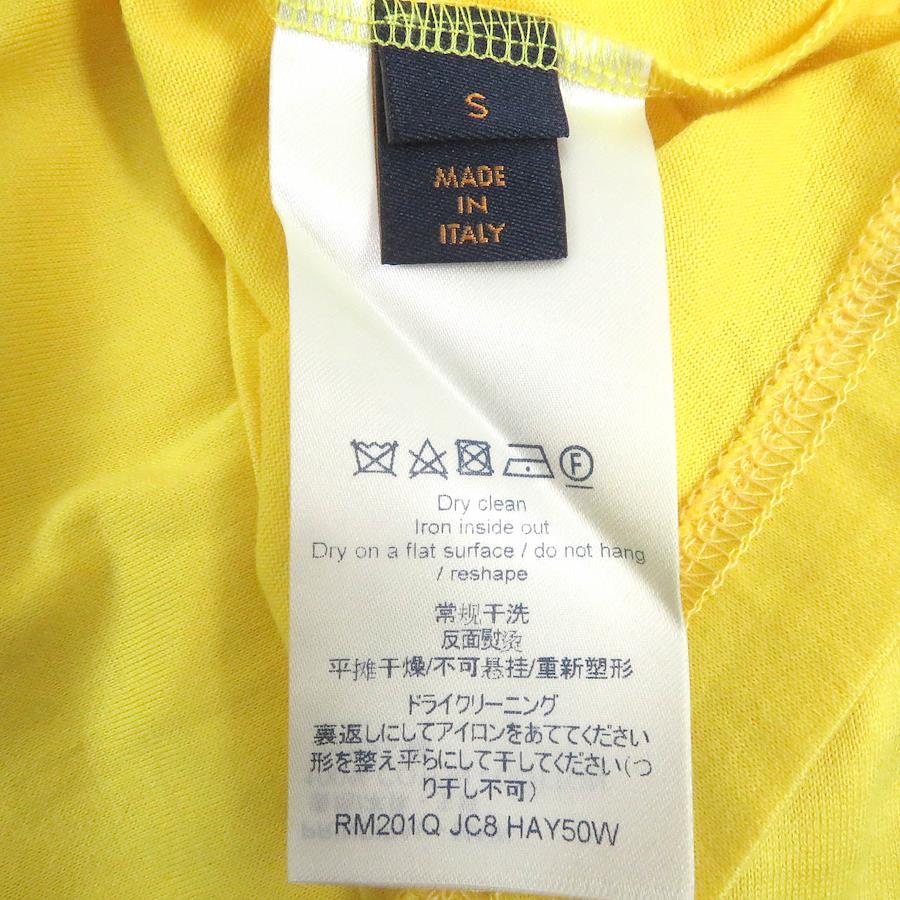 S
MADE
IN
ITALY
F
Dry clean
Iron inside out
Dry on a flat surface / do not hang
/ reshape
常规干洗
反面熨烫
平摊干燥/不可悬挂/重新塑形
ドライクリーニング
裏返しにしてアイロンをあててください
形を整え平らにして干してください(つ
り干し不可)
RM201Q JC8 HAY50W